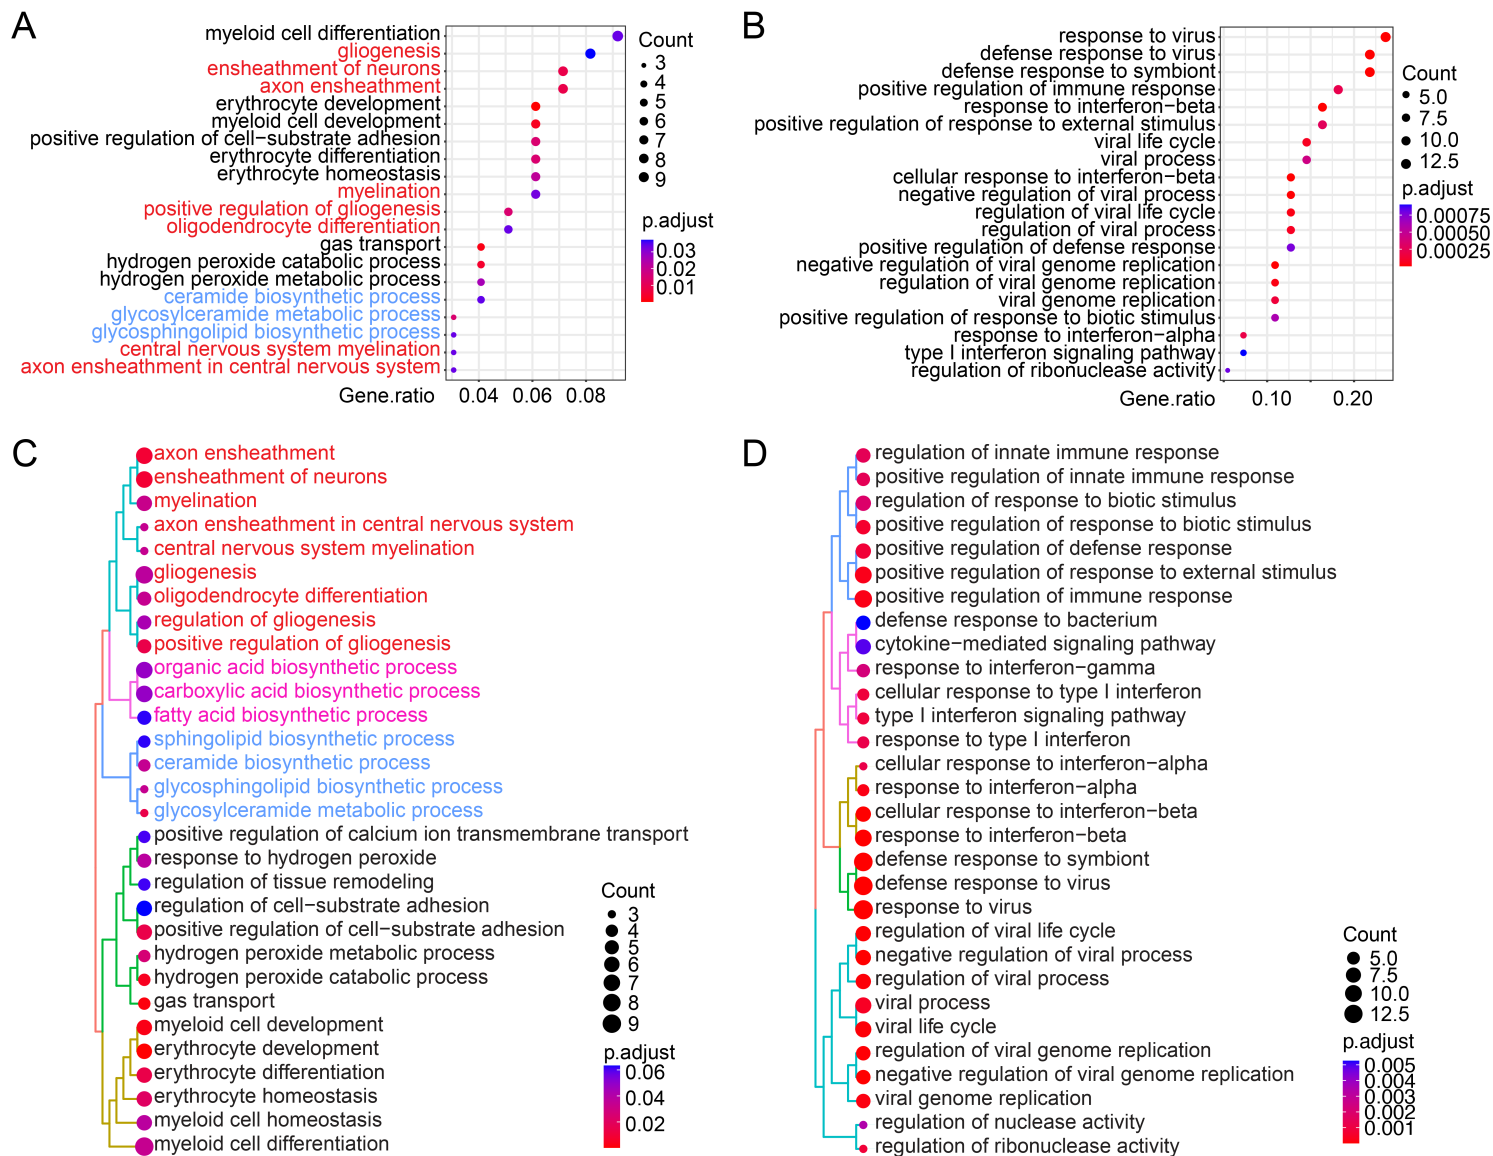 A
myeloid cell differentiation
gliogenesis
ensheathment of neurons
axon ensheathment
erythrocyte development
myeloid cell development
positive regulation of cell−substrate adhesion
erythrocyte differentiation
erythrocyte homeostasis
myelination
positive regulation of gliogenesis
oligodendrocyte differentiation
gas transport
hydrogen peroxide catabolic process
hydrogen peroxide metabolic process
ceramide biosynthetic process
glycosylceramide metabolic process
glycosphingolipid biosynthetic process
central nervous system myelination
axon ensheathment in central nervous system
Gene.ratio 0.04 0.06 0.08
Count
3
4
5
6
7
8
9
p.adjust
0.03
0.02
0.01
B
response to virus
defense response to virus
defense response to symbiont
positive regulation of immune response
response to interferon−beta
positive regulation of response to external stimulus
viral life cycle
viral process
cellular response to interferon−beta
negative regulation of viral process
regulation of viral life cycle
regulation of viral process
positive regulation of defense response
negative regulation of viral genome replication
regulation of viral genome replication
viral genome replication
positive regulation of response to biotic stimulus
response to interferon−alpha
type I interferon signaling pathway
regulation of ribonuclease activity
Gene.ratio 0.10 0.20
Count
5.0
7.5
10.0
12.5
p.adjust
0.00075
0.00050
0.00025
C
axon ensheathment
ensheathment of neurons
myelination
axon ensheathment in central nervous system
central nervous system myelination
gliogenesis
oligodendrocyte differentiation
regulation of gliogenesis
positive regulation of gliogenesis
organic acid biosynthetic process
carboxylic acid biosynthetic process
fatty acid biosynthetic process
sphingolipid biosynthetic process
ceramide biosynthetic process
glycosphingolipid biosynthetic process
glycosylceramide metabolic process
positive regulation of calcium ion transmembrane transport
response to hydrogen peroxide
regulation of tissue remodeling
regulation of cell−substrate adhesion
positive regulation of cell−substrate adhesion
hydrogen peroxide metabolic process
hydrogen peroxide catabolic process
gas transport
myeloid cell development
erythrocyte development
erythrocyte differentiation
erythrocyte homeostasis
myeloid cell homeostasis
myeloid cell differentiation
Count
3
4
5
6
7
8
9
p.adjust
0.06
0.04
0.02
D
regulation of innate immune response
positive regulation of innate immune response
regulation of response to biotic stimulus
positive regulation of response to biotic stimulus
positive regulation of defense response
positive regulation of response to external stimulus
positive regulation of immune response
defense response to bacterium
cytokine−mediated signaling pathway
response to interferon−gamma
cellular response to type I interferon
type I interferon signaling pathway
response to type I interferon
cellular response to interferon−alpha
response to interferon−alpha
cellular response to interferon−beta
response to interferon−beta
defense response to symbiont
defense response to virus
response to virus
regulation of viral life cycle
negative regulation of viral process
regulation of viral process
viral process
viral life cycle
regulation of viral genome replication
negative regulation of viral genome replication
viral genome replication
regulation of nuclease activity
regulation of ribonuclease activity
Count
5.0
7.5
10.0
12.5
p.adjust
0.005
0.004
0.003
0.002
0.001